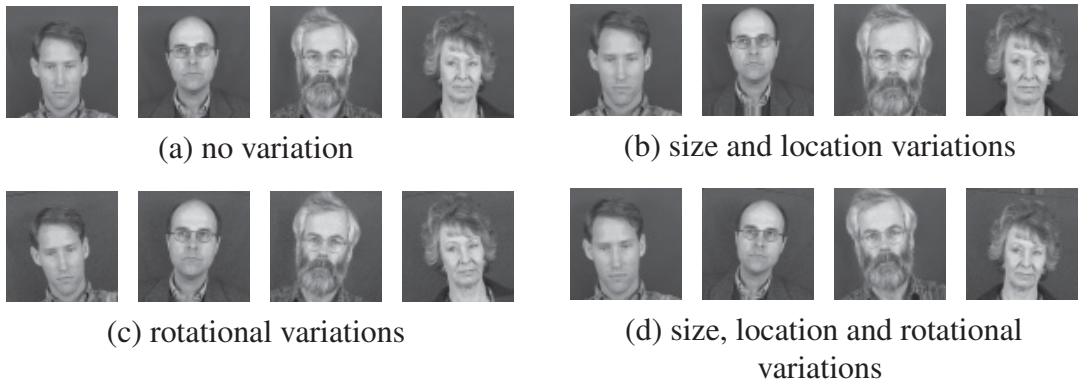 (a) no variation
(b) size and location variations
(c) rotational variations
(d) size, location and rotational
variations